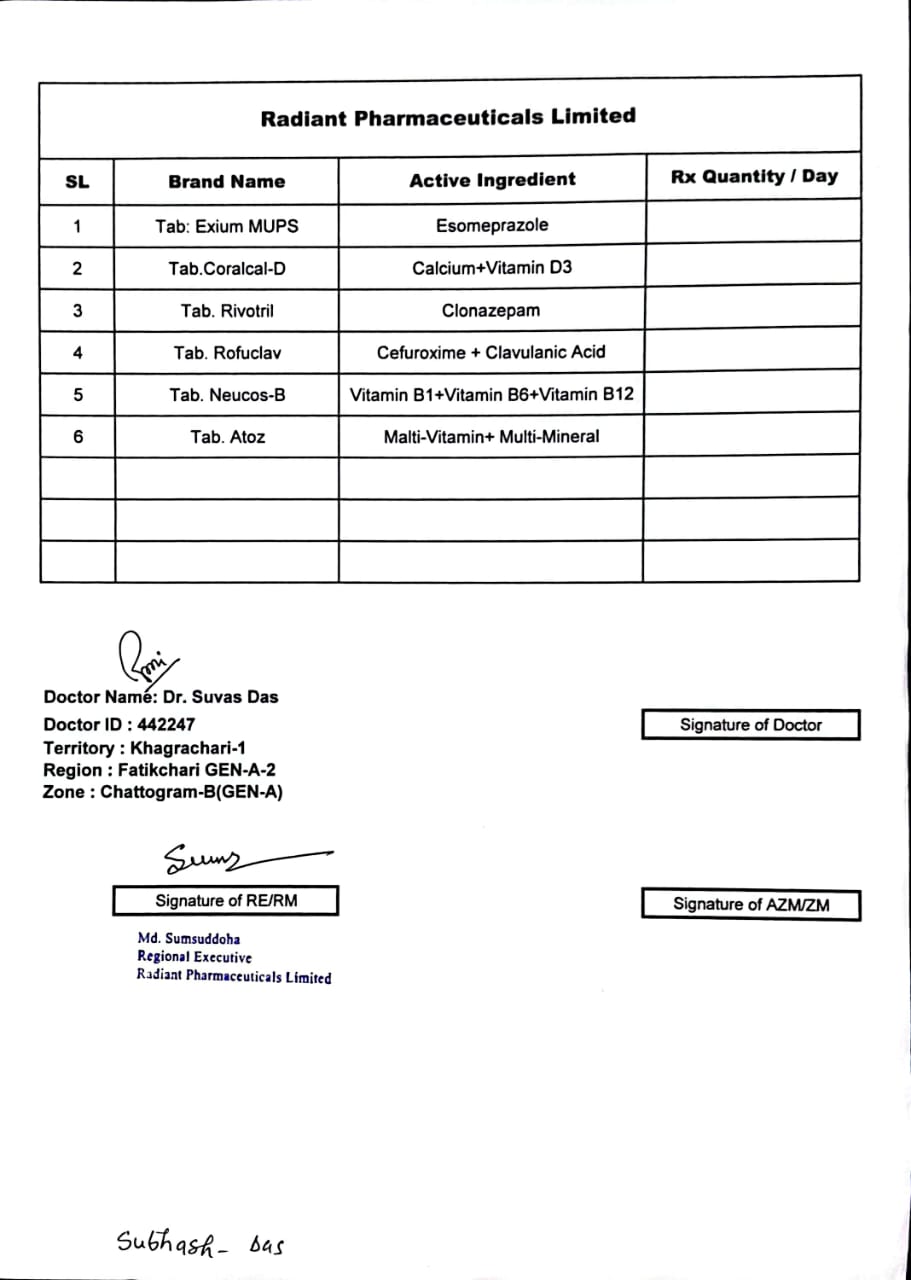 Radiant Pharmaceuticals Limited
SL Brand Name Active Ingredient Rx Quantity / Day
1 Tab: Exium MUPS Esomeprazole
2 Tab.Coralcal-D Calcium+Vitamin D3
3 Tab. Rivotril Clonazepam
4 Tab. Rofuclav Cefuroxime + Clavulanic Acid
5 Tab. Neucos-B Vitamin B1+Vitamin B6+Vitamin B12
6 Tab. Atoz Malti-Vitamin+ Multi-Mineral
Doctor Name: Dr. Suvas Das
Doctor ID : 442247
Signature of Doctor
Territory : Khagrachari-1
Region : Fatikchari GEN-A-2
Zone : Chattogram-B(GEN-A)
Signature of RE/RM
Signature of AZM/ZM
Md. Sumsuddoha
Regional Executive
Radiant Pharmaceuticals Limited
Subhash- Das